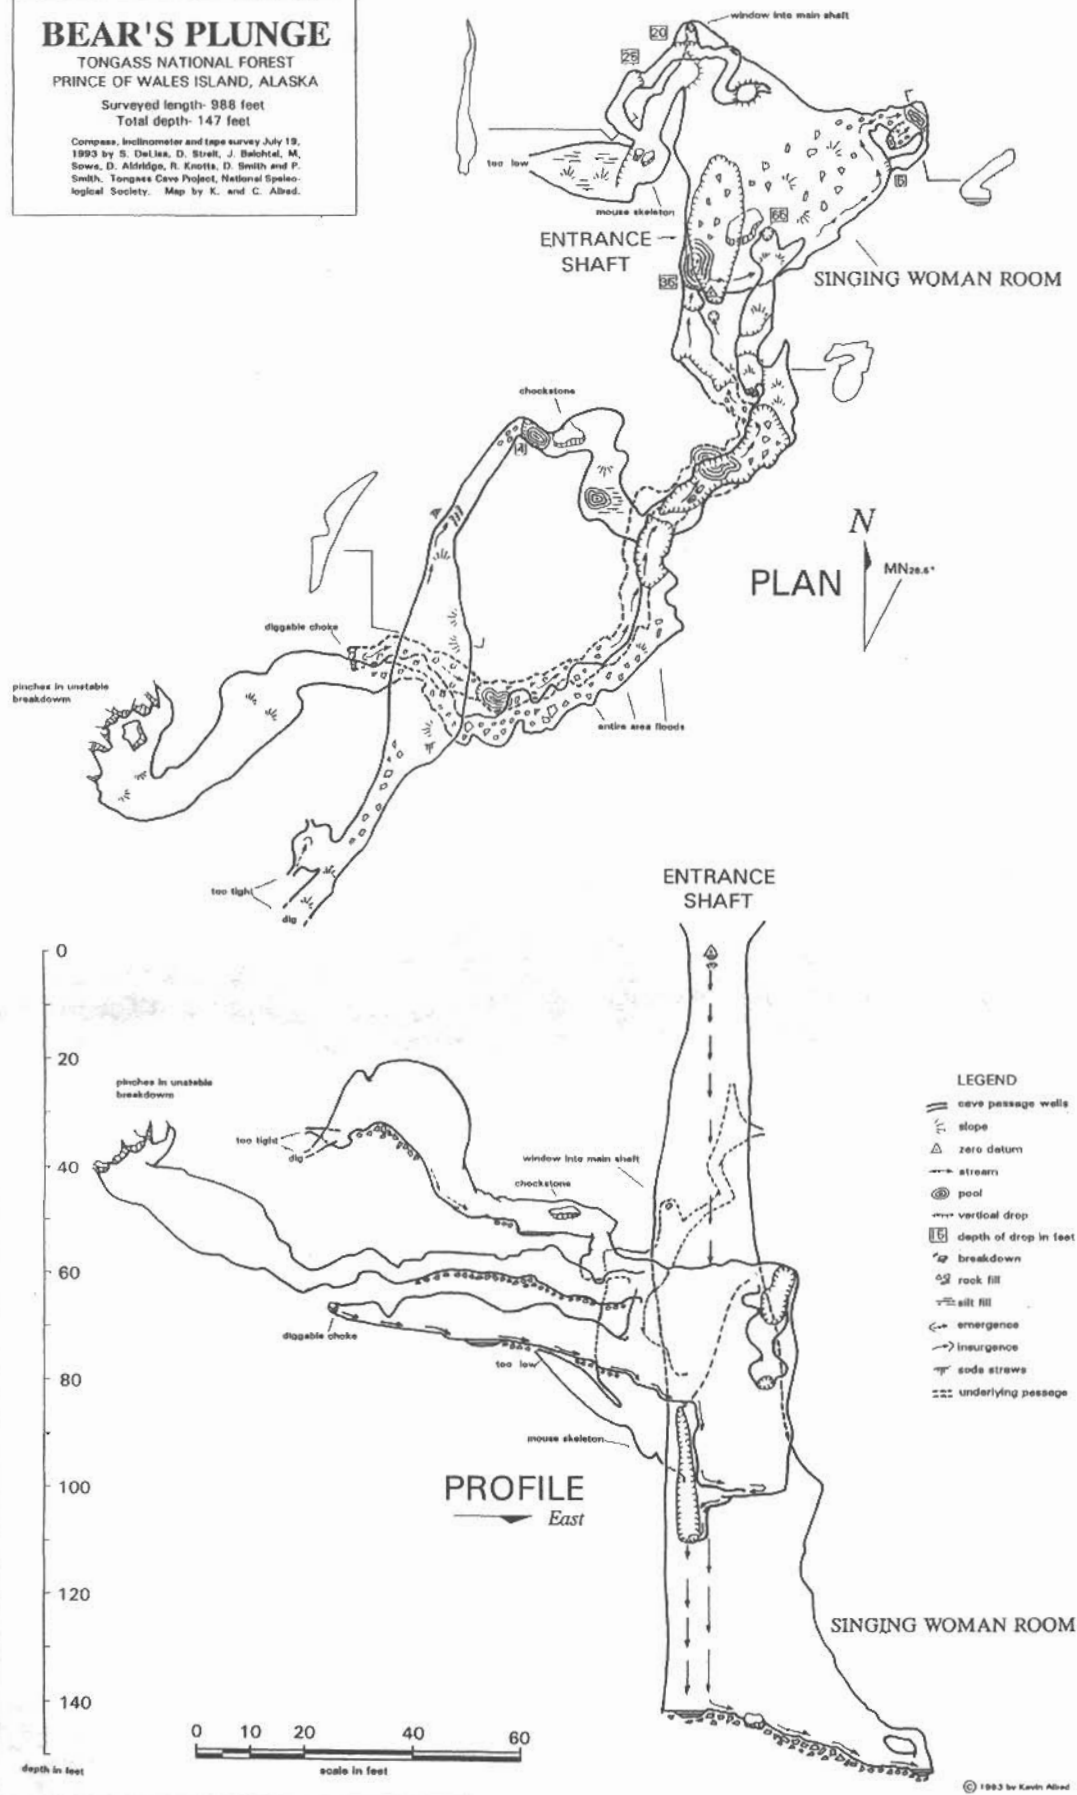 BEAR'S PLUNGE
TONGASS NATIONAL FOREST
PRINCE OF WALES ISLAND, ALASKA
Surveyed length- 988 feet
Total depth- 147 feet
Compass, inclinometer and tape survey July 19,
1993 by S. DeLisa, D. Streit, J. Baichtal, M.
Sowa, D. Aldridge, R. Knotts, D. Smith and P.
Smith. Tongass Cave Project, National Speleo-
logical Society. Map by K. and C. Allred.
window into main shaft
20
25
too low
mouse skeleton
ENTRANCE
SHAFT
65
SINGING WOMAN ROOM
chockstone
diggable choke
pinches in unstable
breakdowm
entire area floods
too tight
dig
PLAN
N
MN 28.6°
ENTRANCE
SHAFT
0
20
40
60
80
100
120
140
depth in feet
pinches in unstable
breakdowm
too tight
dig
window into main shaft
chockstone
diggable choke
too low
mouse skeleton
PROFILE
East
SINGING WOMAN ROOM
LEGEND
cave passage walls
slope
zero datum
stream
pool
vertical drop
15 depth of drop in feet
breakdown
rock fill
silt fill
emergence
insurgence
soda straws
underlying passage
0 10 20 40 60
scale in feet
© 1993 by Kevin Allred